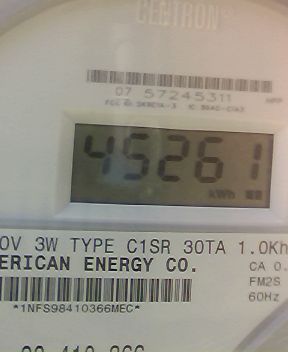 CENTRON
07 57245311
45261
kWh
0V 3W TYPE C1SR 30TA 1.0Kh
ERICAN ENERGY CO.
CA 0.
FM2S
60Hz
*1NFS98410366MEC*